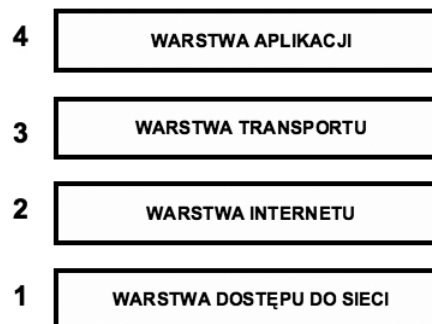 4 WARSTWA APLIKACJI
3 WARSTWA TRANSPORTU
2 WARSTWA INTERNETU
1 WARSTWA DOSTĘPU DO SIECI